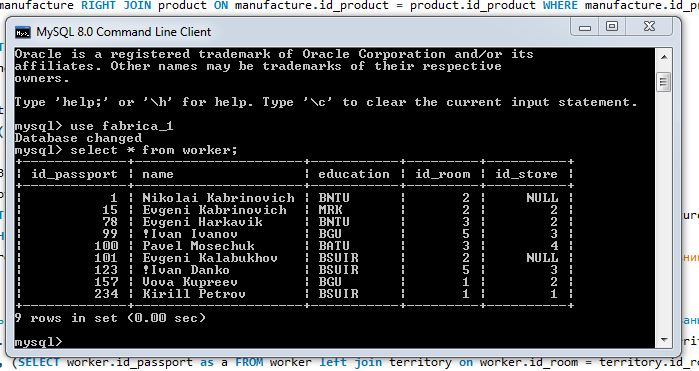 manufacture RIGHT JOIN product ON manufacture.id_product = product.id_product WHERE manufacture.id_pr
MySQL 8.0 Command Line Client
Oracle is a registered trademark of Oracle Corporation and/or its
affiliates. Other names may be trademarks of their respective
owners.
Type 'help;' or '\h' for help. Type '\c' to clear the current input statement.
mysql> use fabrica_1
Database changed
mysql> select * from worker;
| id_passport | name | education | id_room | id_store |
| 1 | Nikolai Kabrinovich | BNTU | 2 | NULL |
| 15 | Evgeni Kabrinovich | MRK | 2 | 2 |
| 78 | Evgeni Harkavik | BNTU | 3 | 2 |
| 99 | !Ivan Ivanov | BGU | 5 | 3 |
| 100 | Pavel Mosechuk | BATU | 3 | 4 |
| 101 | Evgeni Kalabukhov | BSUIR | 2 | NULL |
| 123 | !Ivan Danko | BSUIR | 5 | 3 |
| 157 | Vova Kupreev | BGU | 1 | 2 |
| 234 | Kirill Petrov | BSUIR | 1 | 1 |
9 rows in set (0.00 sec)
mysql>
, (SELECT worker.id_passport as a FROM worker left join territory on worker.id_room = territory.id_ro